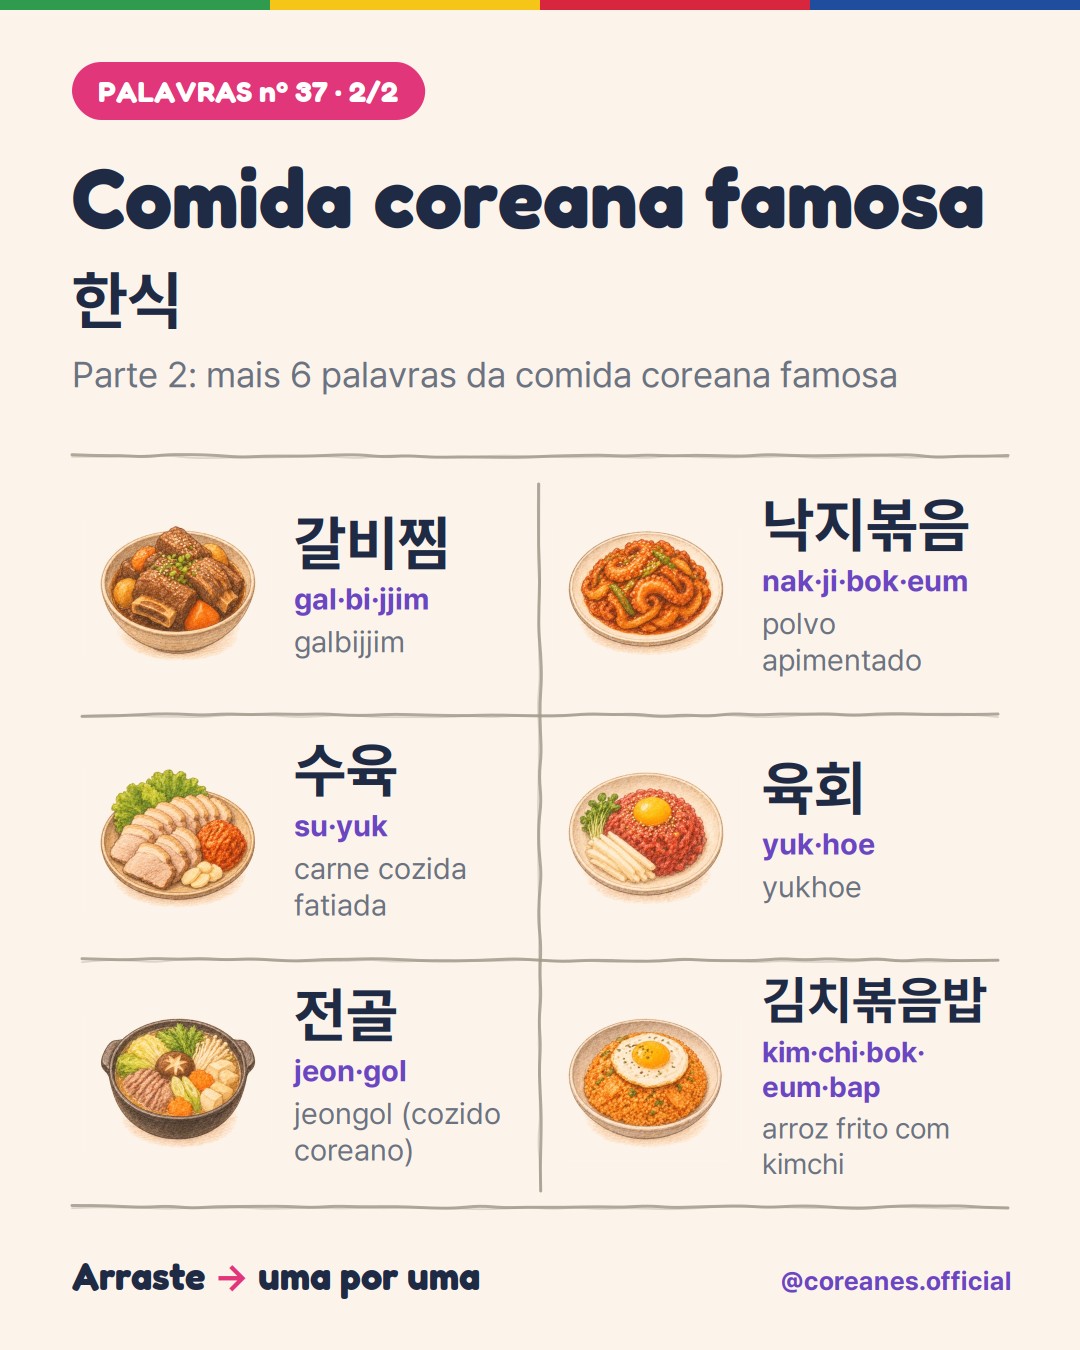 PALAVRAS nº 37 · 2/2
Comida coreana famosa
한식
Parte 2: mais 6 palavras da comida coreana famosa
갈비찜
gal·bi·jjim
galbijjim
낙지볶음
nak·ji·bok·eum
polvo
apimentado
수육
su·yuk
carne cozida
fatiada
육회
yuk·hoe
yukhoe
전골
jeon·gol
jeongol (cozido
coreano)
김치볶음밥
kim·chi·bok·
eum·bap
arroz frito com
kimchi
Arraste → uma por uma
@coreanes.official